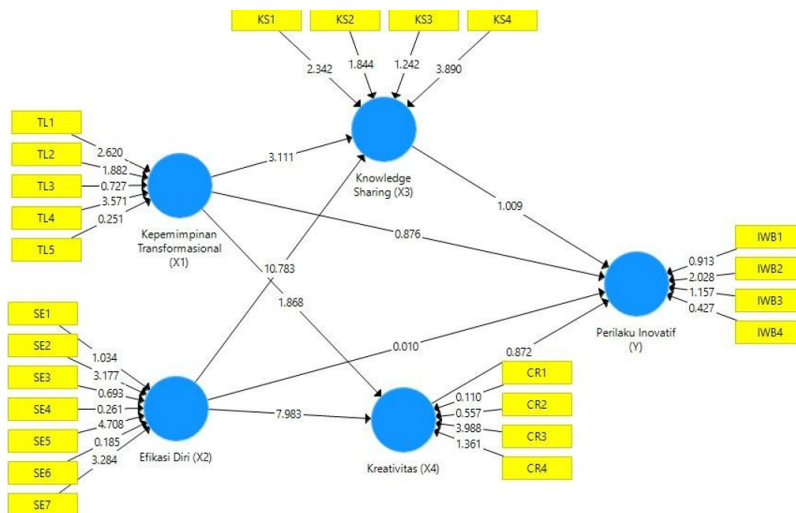 KS1
KS2
KS3
KS4
2.342
1.844
1.242
3.890
TL1
TL2
TL3
TL4
TL5
2.620
1.882
0.727
3.571
0.251
Kepemimpinan
Transformasional
(X1)
3.111
Knowledge
Sharing (X3)
1.009
0.876
10.783
1.868
IWB1
IWB2
IWB3
IWB4
0.913
2.028
1.157
0.427
Perilaku Inovatif
(Y)
SE1
SE2
SE3
SE4
SE5
SE6
SE7
1.034
3.177
0.693
0.261
4.708
0.185
3.284
Efikasi Diri (X2)
0.010
7.983
0.872
Kreativitas (X4)
CR1
CR2
CR3
CR4
0.110
0.557
3.988
1.361